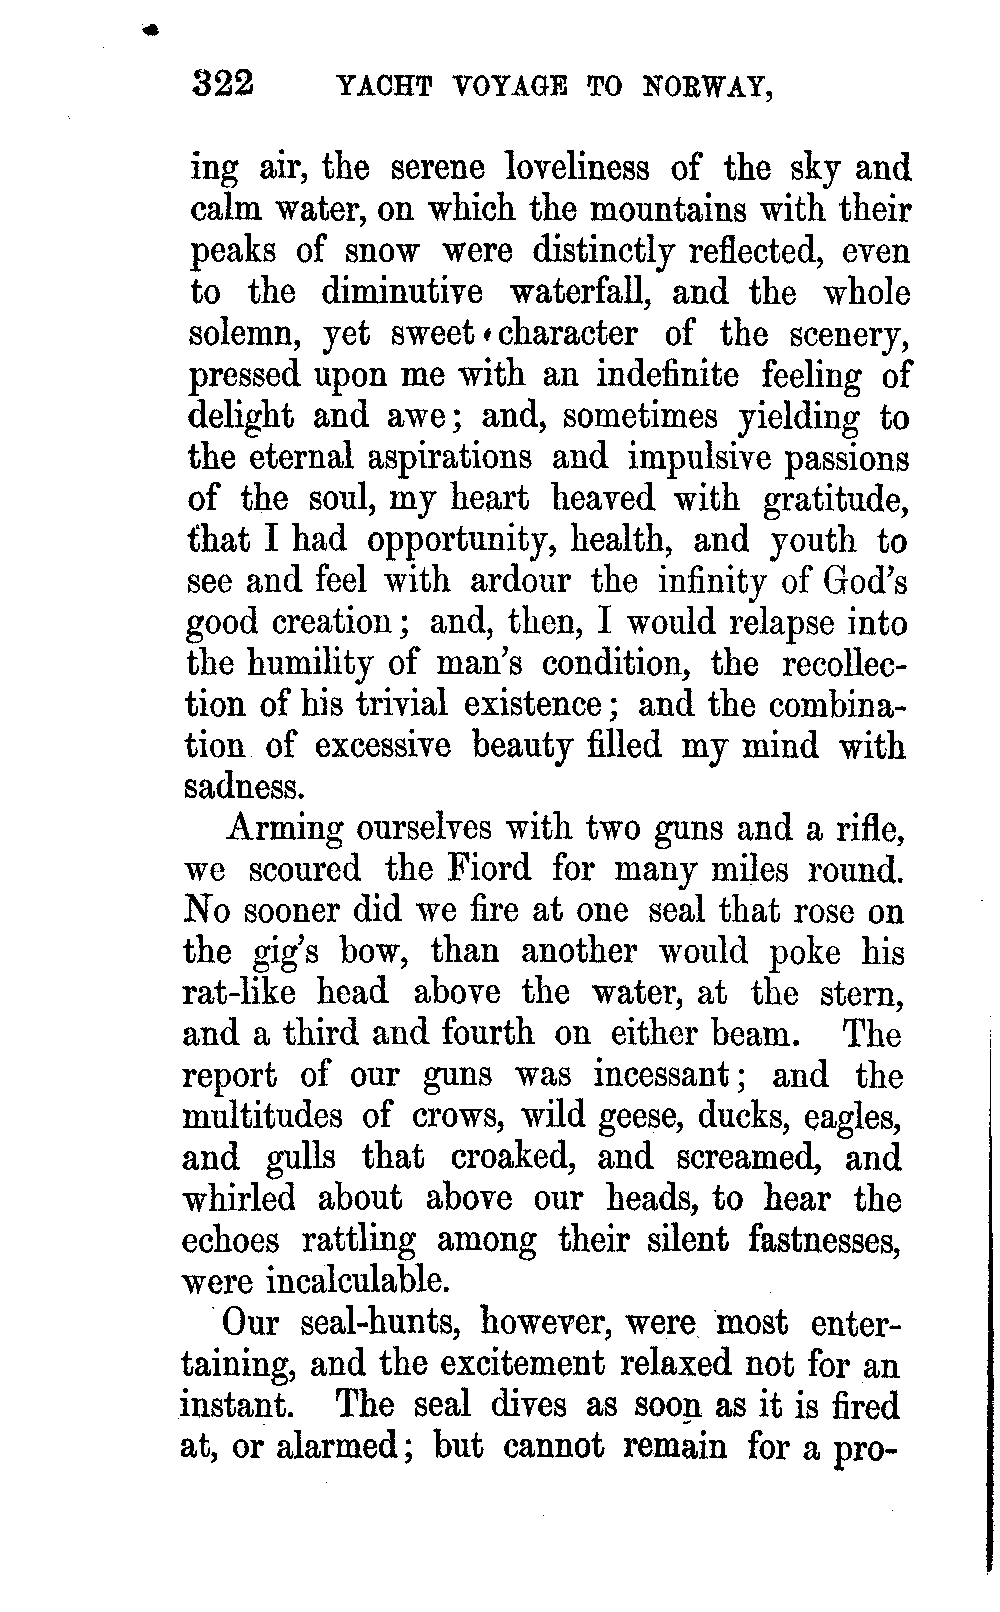 322 YACHT VOYAGE TO NORWAY,
ing air, the serene loveliness of the sky and
calm water, on which the mountains with their
peaks of snow were distinctly reflected, even
to the diminutive waterfall, and the whole
solemn, yet sweet character of the scenery,
pressed upon me with an indefinite feeling of
delight and awe; and, sometimes yielding to
the eternal aspirations and impulsive passions
of the soul, my heart heaved with gratitude,
that I had opportunity, health, and youth to
see and feel with ardour the infinity of God's
good creation; and, then, I would relapse into
the humility of man's condition, the recollec-
tion of his trivial existence; and the combina-
tion of excessive beauty filled my mind with
sadness.
Arming ourselves with two guns and a rifle,
we scoured the Fiord for many miles round.
No sooner did we fire at one seal that rose on
the gig's bow, than another would poke his
rat-like head above the water, at the stern,
and a third and fourth on either beam. The
report of our guns was incessant; and the
multitudes of crows, wild geese, ducks, eagles,
and gulls that croaked, and screamed, and
whirled about above our heads, to hear the
echoes rattling among their silent fastnesses,
were incalculable.
Our seal-hunts, however, were most enter-
taining, and the excitement relaxed not for an
instant. The seal dives as soon as it is fired
at, or alarmed; but cannot remain for a pro-